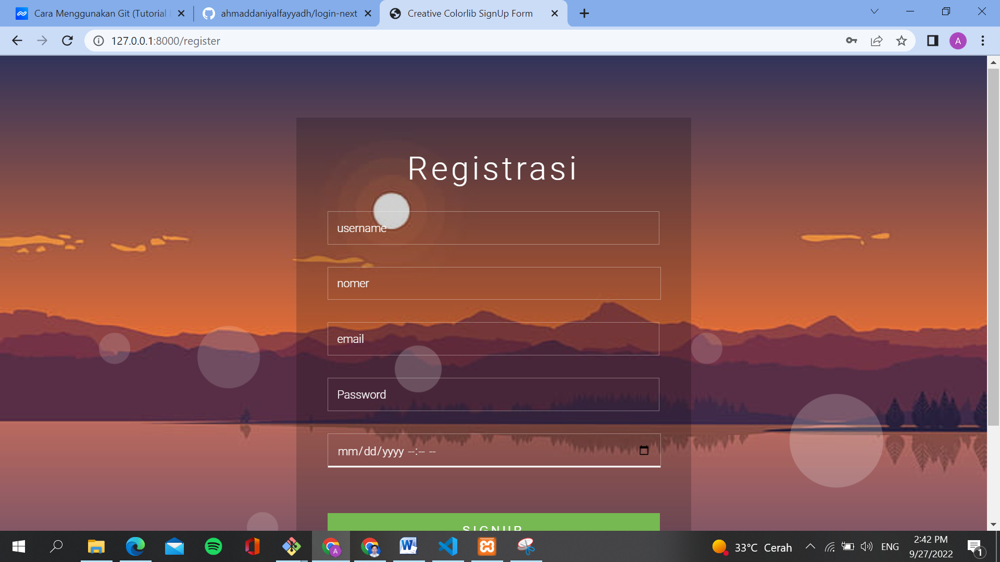 Cara Menggunakan Git (Tutorial
ahmaddaniyalfayyadh/login-next
Creative Colorlib SignUp Form
127.0.0.1:8000/register
A
Registrasi
username
nomer
email
Password
mm/dd/yyyy --:-- --
SIGNUP
A
33°C Cerah
ENG
2:42 PM
9/27/2022
1